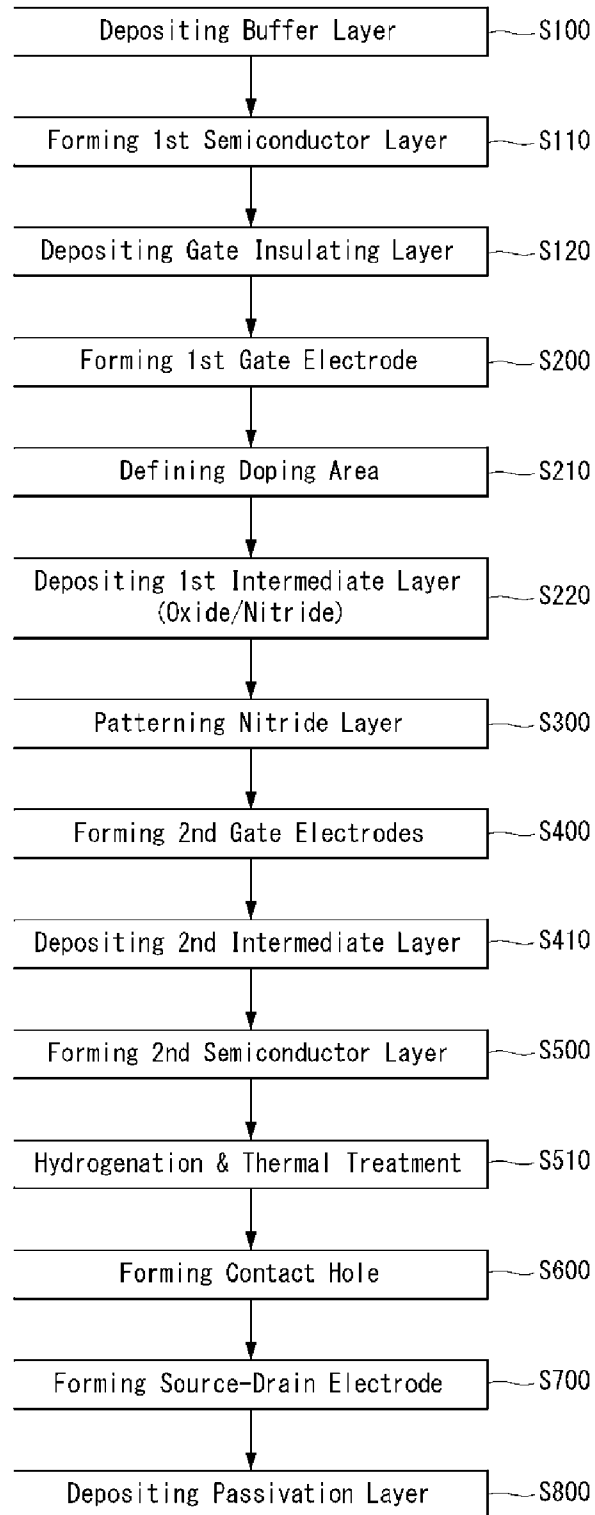 Depositing Buffer Layer S100
Forming 1st Semiconductor Layer S110
Depositing Gate Insulating Layer S120
Forming 1st Gate Electrode S200
Defining Doping Area S210
Depositing 1st Intermediate Layer
(Oxide/Nitride) S220
Patterning Nitride Layer S300
Forming 2nd Gate Electrodes S400
Depositing 2nd Intermediate Layer S410
Forming 2nd Semiconductor Layer S500
Hydrogenation & Thermal Treatment S510
Forming Contact Hole S600
Forming Source-Drain Electrode S700
Depositing Passivation Layer S800